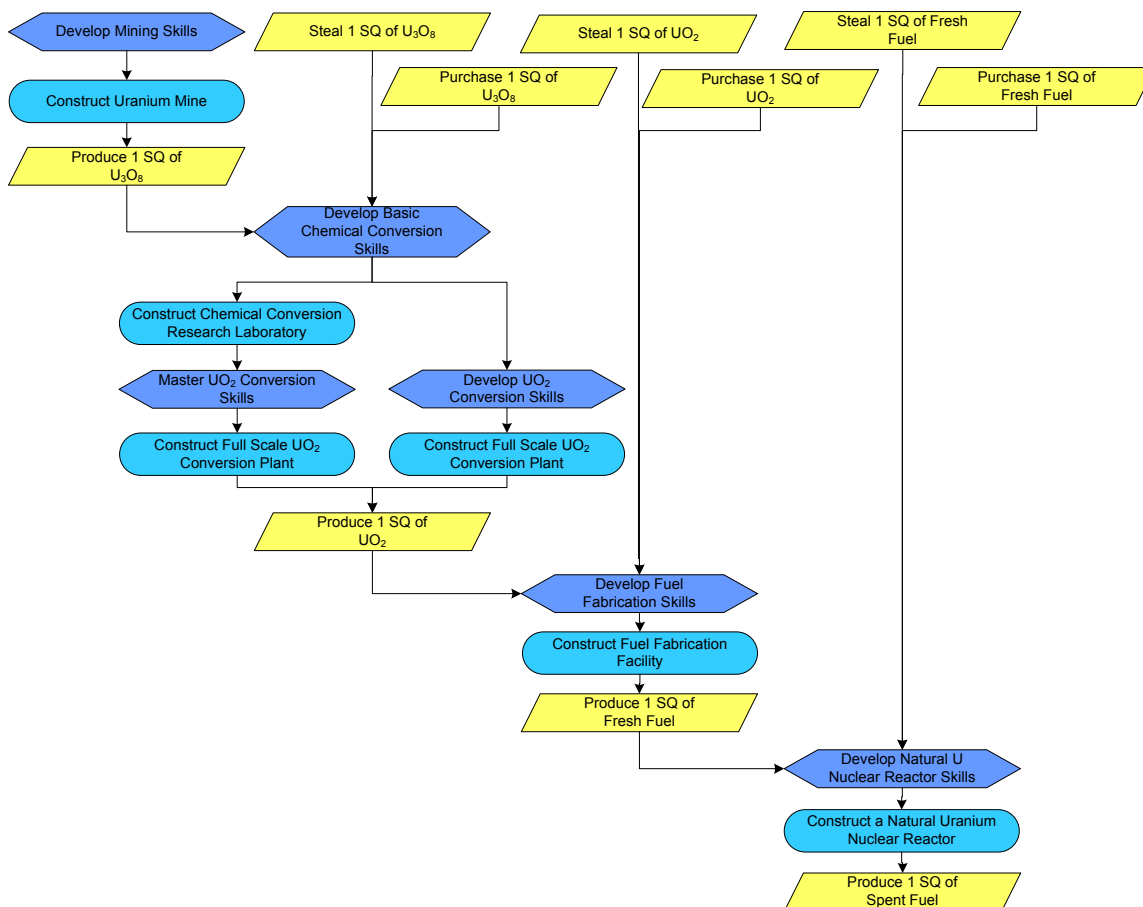 Develop Mining Skills
Steal 1 SQ of U₃O₈
Steal 1 SQ of UO₂
Steal 1 SQ of Fresh
Fuel
Construct Uranium Mine
Purchase 1 SQ of
U₃O₈
Purchase 1 SQ of
UO₂
Purchase 1 SQ of
Fresh Fuel
Produce 1 SQ of
U₃O₈
Develop Basic
Chemical Conversion
Skills
Construct Chemical Conversion
Research Laboratory
Master UO₂ Conversion
Skills
Develop UO₂
Conversion Skills
Construct Full Scale UO₂
Conversion Plant
Construct Full Scale UO₂
Conversion Plant
Produce 1 SQ of
UO₂
Develop Fuel
Fabrication Skills
Construct Fuel Fabrication
Facility
Produce 1 SQ of
Fresh Fuel
Develop Natural U
Nuclear Reactor Skills
Construct a Natural Uranium
Nuclear Reactor
Produce 1 SQ of
Spent Fuel